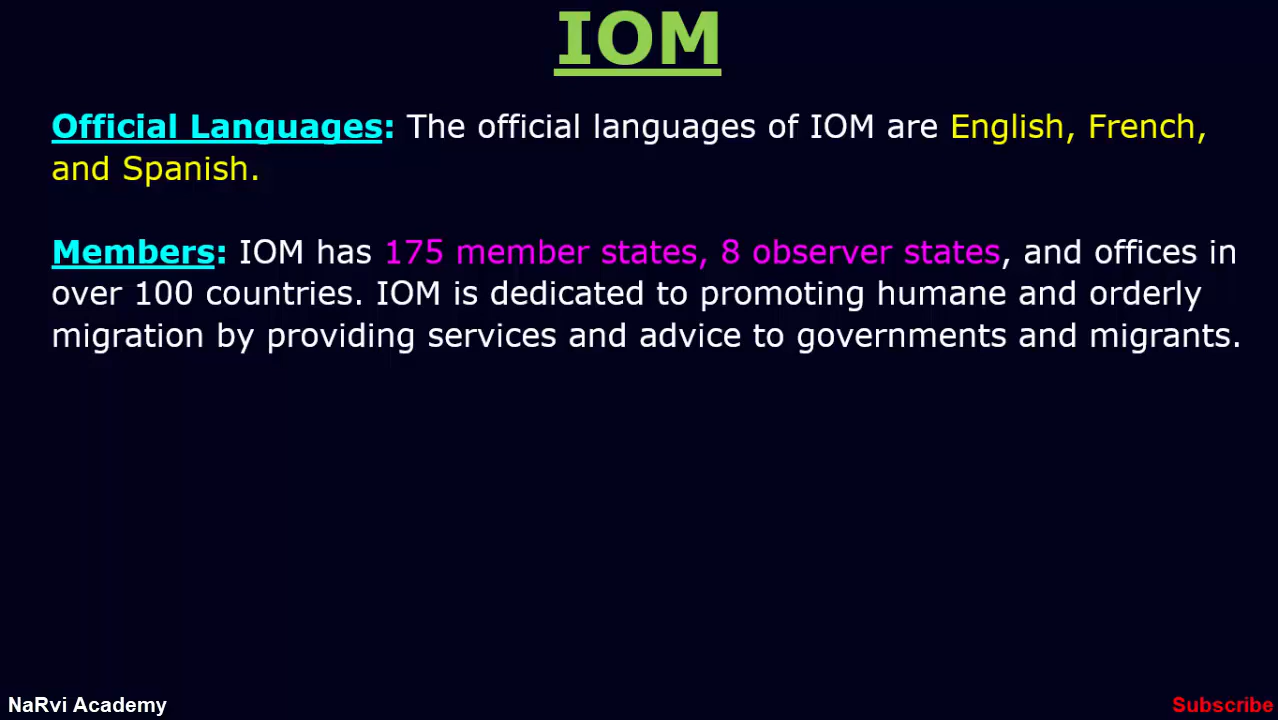 IOM
Official Languages: The official languages of IOM are English, French,
and Spanish.
Members: IOM has 175 member states, 8 observer states, and offices in
over 100 countries. IOM is dedicated to promoting humane and orderly
migration by providing services and advice to governments and migrants.
NaRvi Academy
Subscribe